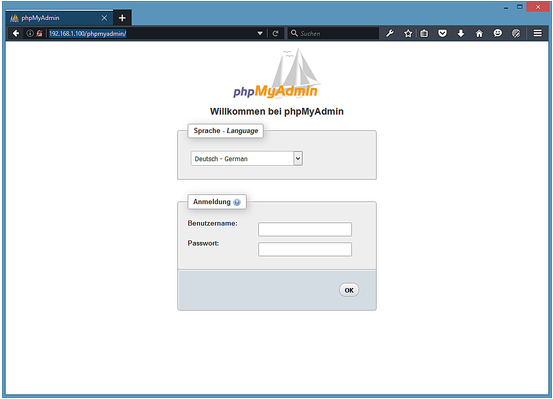 phpMyAdmin
192.168.1.100/phpmyadmin/
Suchen
phpMyAdmin
Willkommen bei phpMyAdmin
Sprache - Language
Deutsch - German
Anmeldung
Benutzername:
Passwort:
OK